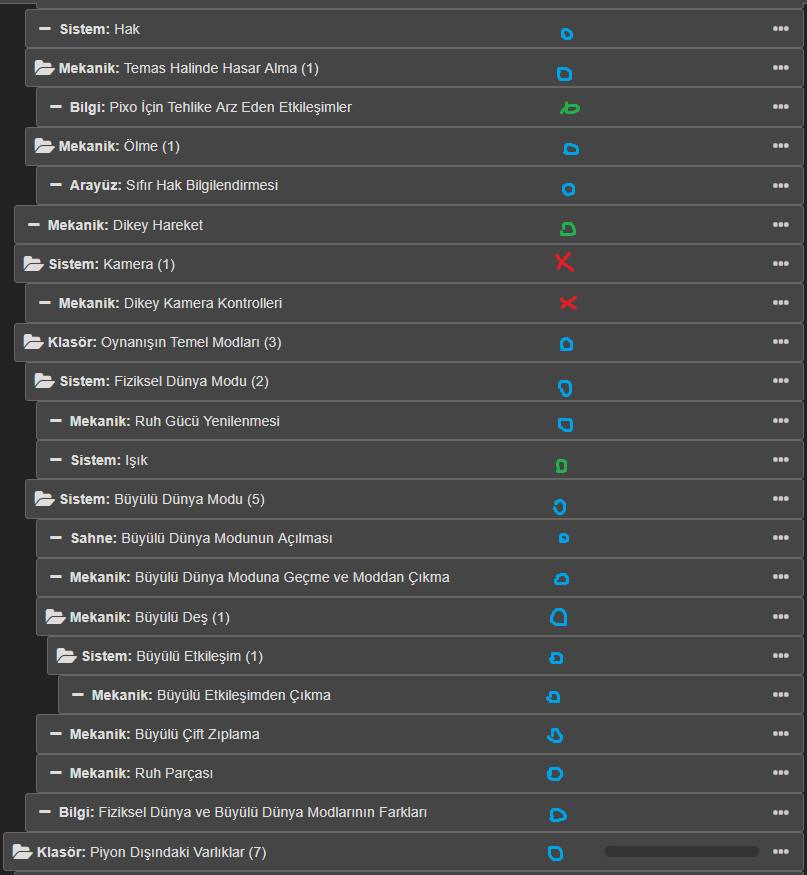 Sistem: Hak
Mekanik: Temas Halinde Hasar Alma (1)
Bilgi: Pixo İçin Tehlike Arz Eden Etkileşimler
Mekanik: Ölme (1)
Arayüz: Sıfır Hak Bilgilendirmesi
Mekanik: Dikey Hareket
Sistem: Kamera (1)
Mekanik: Dikey Kamera Kontrolleri
Klasör: Oynanışın Temel Modları (3)
Sistem: Fiziksel Dünya Modu (2)
Mekanik: Ruh Gücü Yenilenmesi
Sistem: Işık
Sistem: Büyülü Dünya Modu (5)
Sahne: Büyülü Dünya Modunun Açılması
Mekanik: Büyülü Dünya Moduna Geçme ve Moddan Çıkma
Mekanik: Büyülü Deş (1)
Sistem: Büyülü Etkileşim (1)
Mekanik: Büyülü Etkileşimden Çıkma
Mekanik: Büyülü Çift Zıplama
Mekanik: Ruh Parçası
Bilgi: Fiziksel Dünya ve Büyülü Dünya Modlarının Farkları
Klasör: Piyon Dışındaki Varlıklar (7)